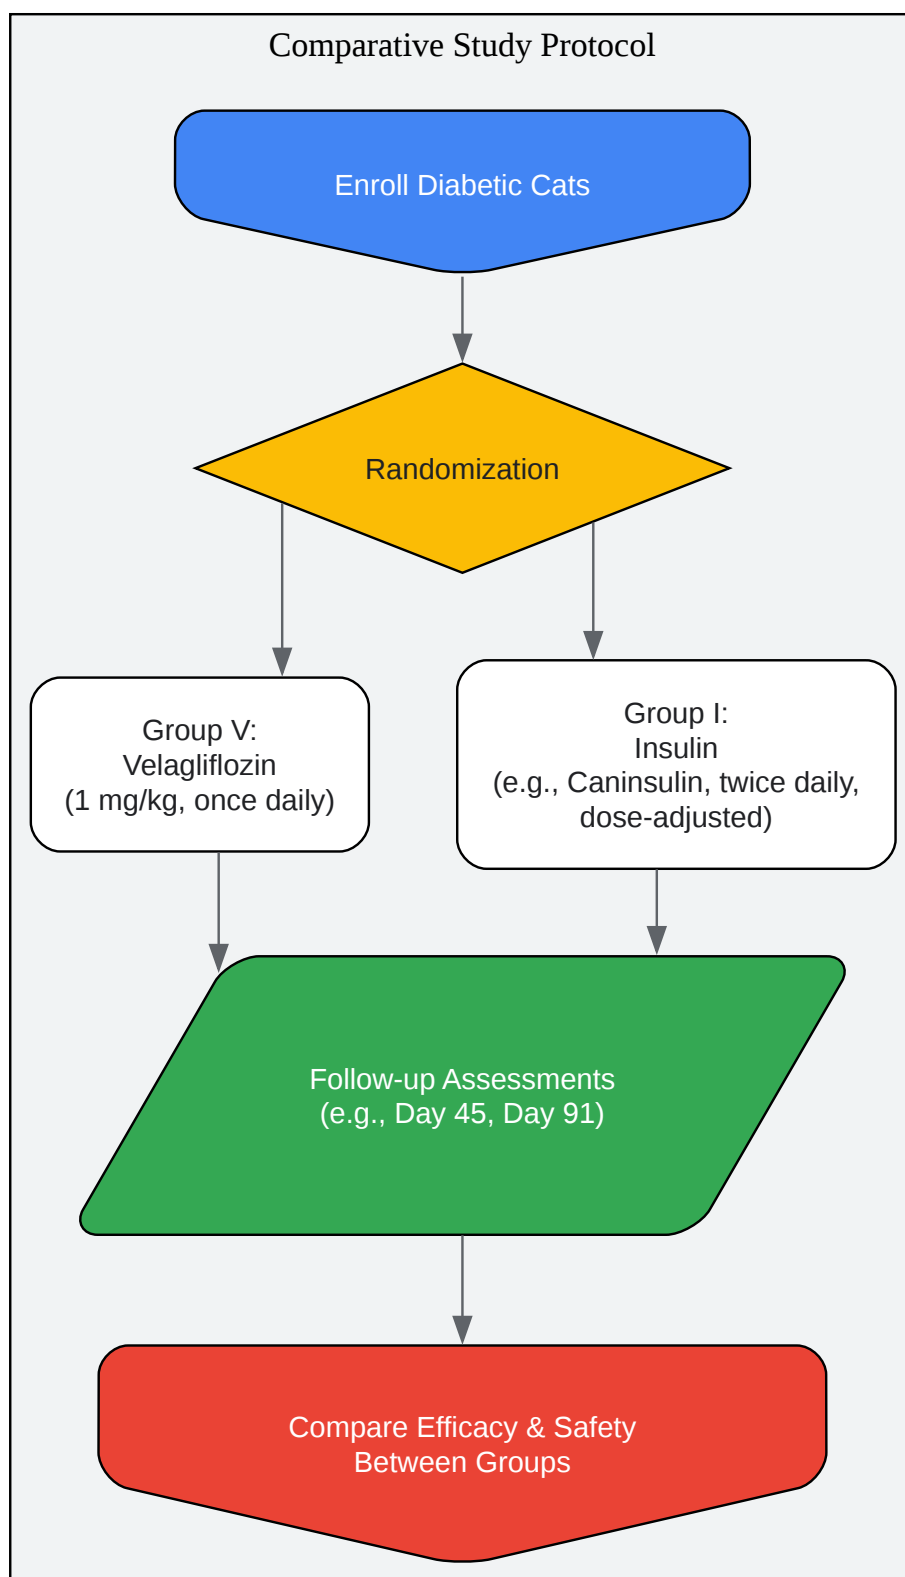 Comparative Study Protocol
Enroll Diabetic Cats
Randomization
Group V:
Velagliflozin
(1 mg/kg, once daily)
Group I:
Insulin
(e.g., Caninsulin, twice daily,
dose-adjusted)
Follow-up Assessments
(e.g., Day 45, Day 91)
Compare Efficacy & Safety
Between Groups